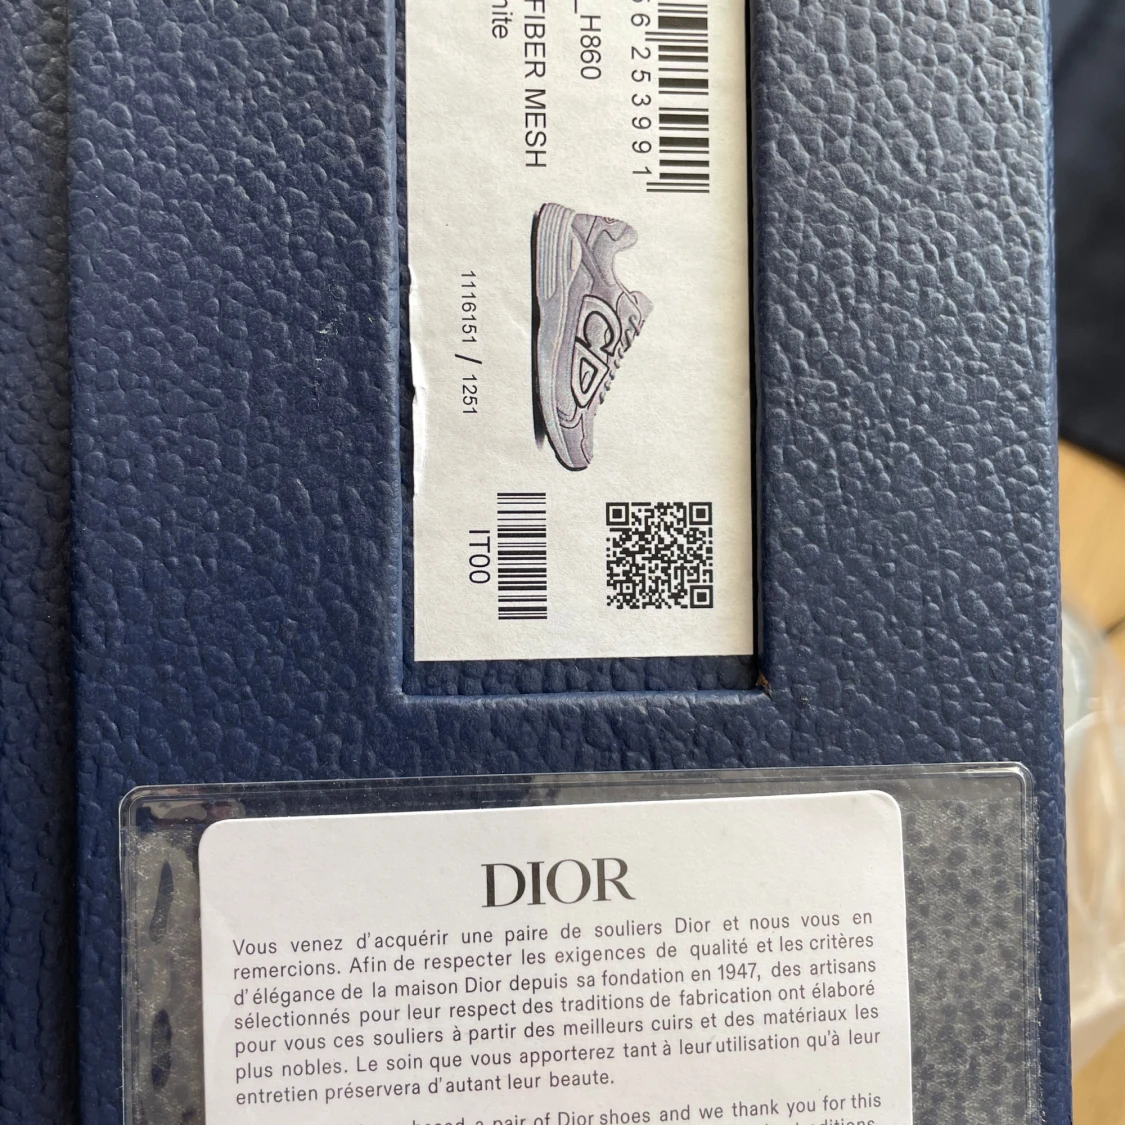 _H860
FIBER MESH
6253991
1116151 / 1251
IT00
CD
DIOR
Vous venez d'acquérir une paire de souliers Dior et nous vous en
remercions. Afin de respecter les exigences de qualité et les critères
d'élégance de la maison Dior depuis sa fondation en 1947, des artisans
sélectionnés pour leur respect des traditions de fabrication ont élaboré
pour vous ces souliers à partir des meilleurs cuirs et des matériaux les
plus nobles. Le soin que vous apporterez tant à leur utilisation qu'à leur
entretien préservera d'autant leur beaute.
a pair of Dior shoes and we thank you for this